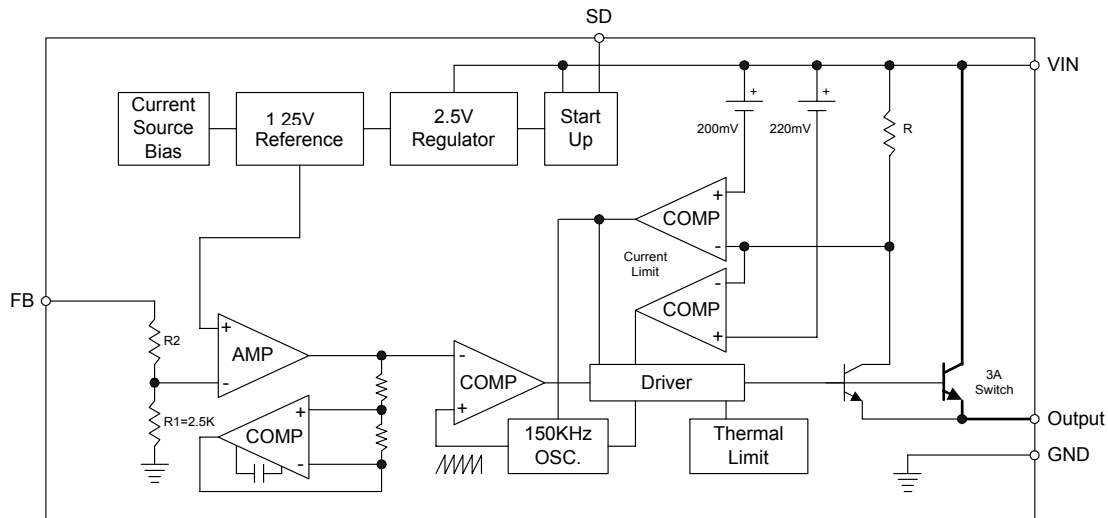 SD
VIN
Current
Source
Bias
1.25V
Reference
2.5V
Regulator
Start
Up
+
200mV
+
220mV
R
+
COMP
-
Current
Limit
-
COMP
+
FB
R2
R1=2.5K
+
AMP
-
+
COMP
-
-
COMP
+
Driver
150KHz
OSC.
Thermal
Limit
3A
Switch
Output
GND